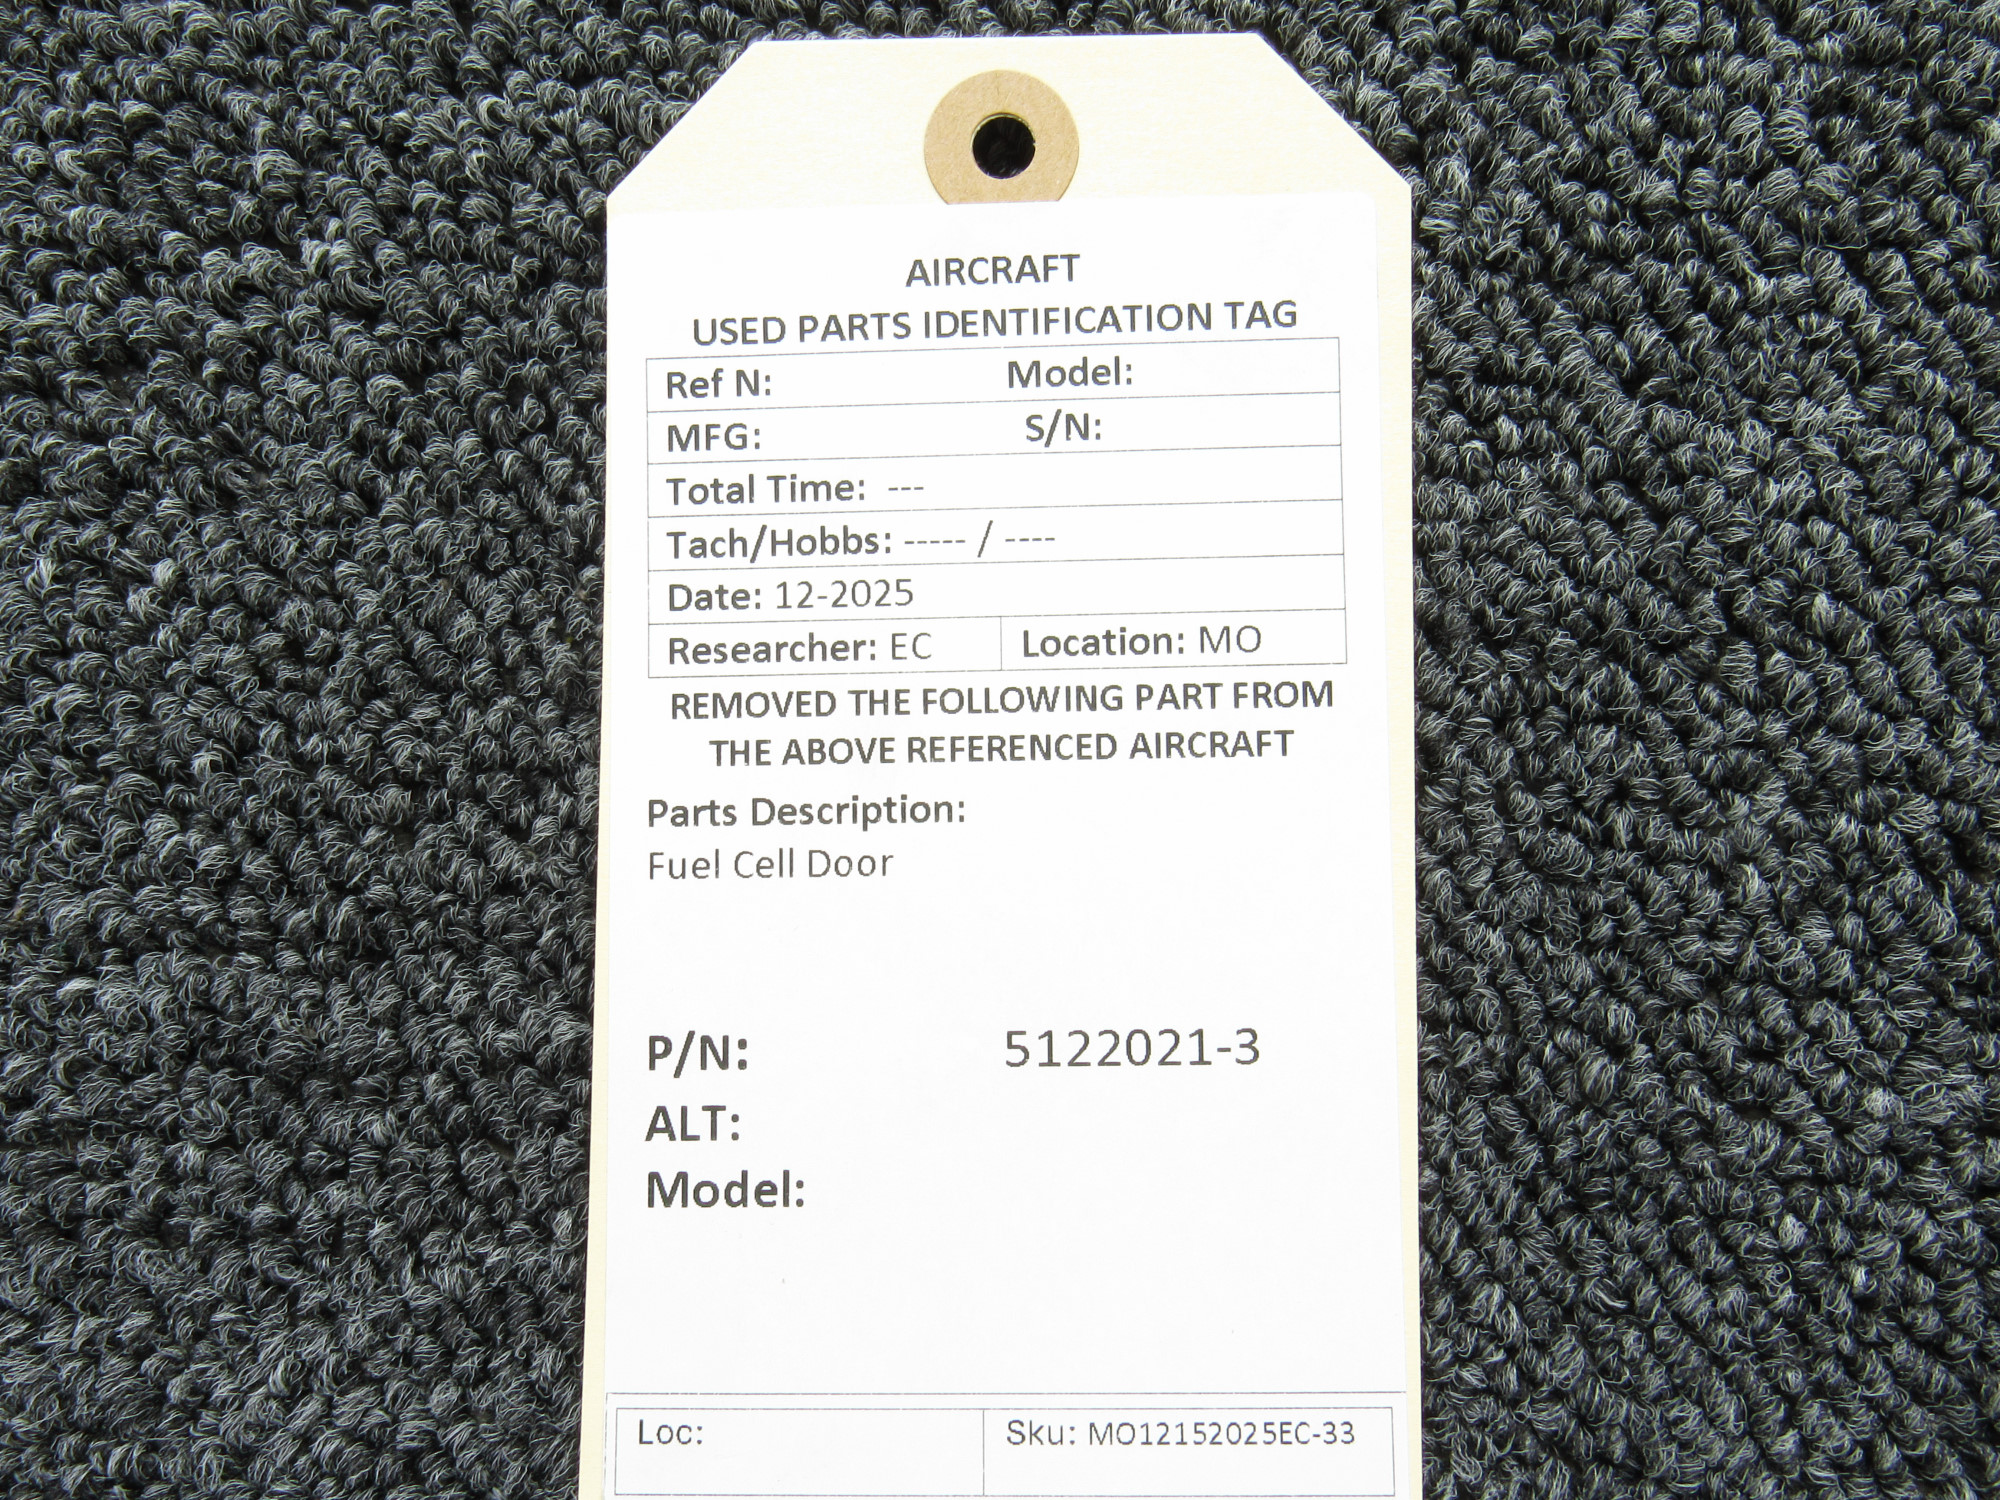 AIRCRAFT
USED PARTS IDENTIFICATION TAG
Ref N: Model:
MFG: S/N:
Total Time: ---
Tach/Hobbs: ----- / ----
Date: 12-2025
Researcher: EC Location: MO
REMOVED THE FOLLOWING PART FROM
THE ABOVE REFERENCED AIRCRAFT
Parts Description:
Fuel Cell Door
P/N: 5122021-3
ALT:
Model:
Loc: Sku: MO12152025EC-33